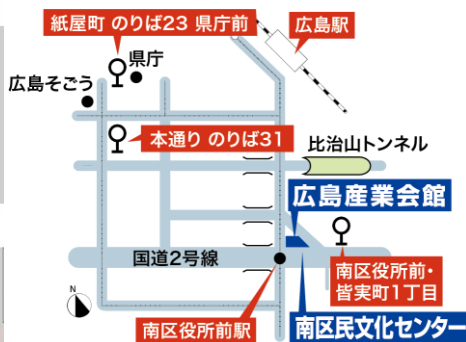 紙屋町 のりば23 県庁前
広島駅
県庁
広島そごう
本通り のりば31
比治山トンネル
広島産業会館
国道2号線
南区役所前・
皆実町1丁目
N
南区役所前駅
南区民文化センター